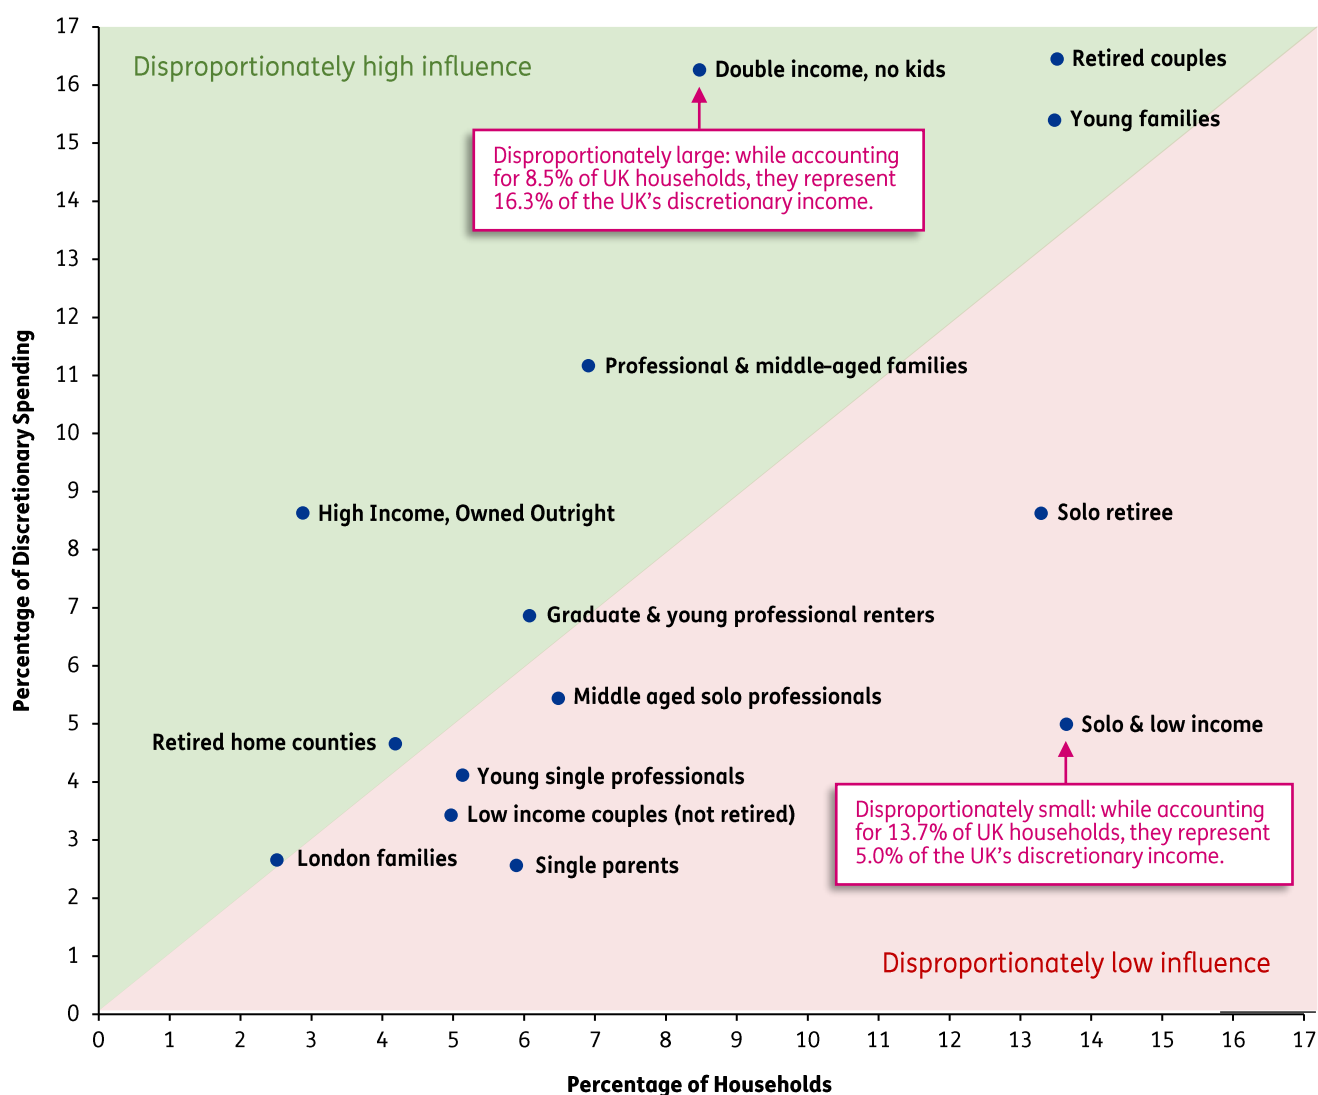 17
Disproportionately high influence
Retired couples
Double income, no kids
16
Young families
15
Disproportionately large: while accounting
for 8.5% of UK households, they represent
16.3% of the UK's discretionary income.
14
13
12
Professional & middle-aged families
11
10
9
High Income, Owned Outright
Solo retiree
8
7
Graduate & young professional renters
6
Middle aged solo professionals
5
Solo & low income
Retired home counties
Young single professionals
4
Low income couples (not retired)
Disproportionately small: while accounting
for 13.7% of UK households, they represent
5.0% of the UK's discretionary income.
3
London families
Single parents
2
1
Disproportionately low influence
0
Percentage of Discretionary Spending
0 1 2 3 4 5 6 7 8 9 10 11 12 13 14 15 16 17
Percentage of Households